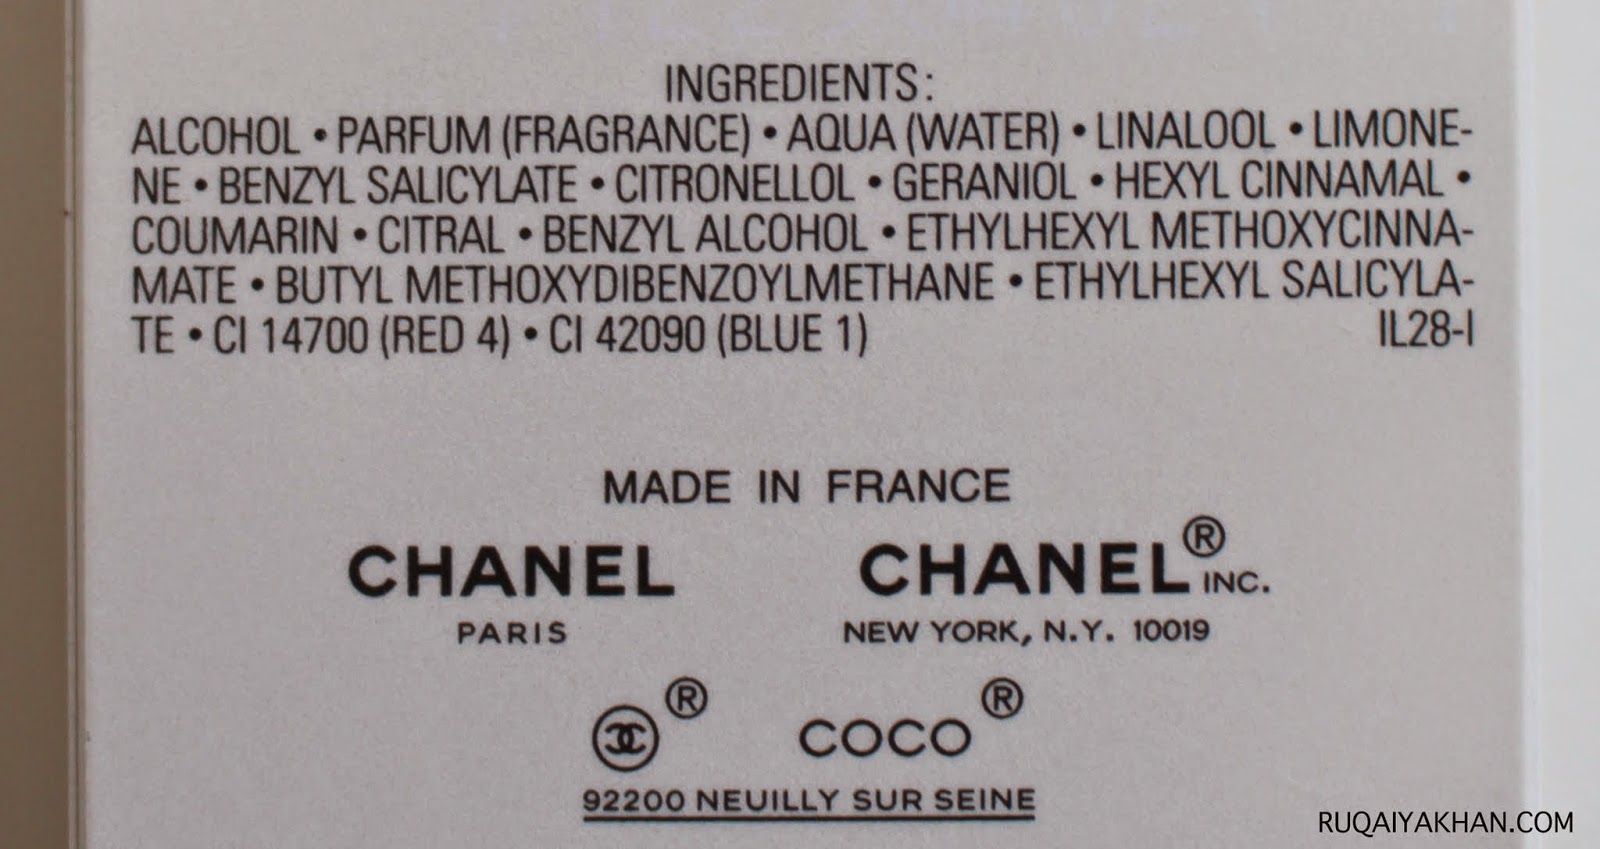 INGREDIENTS:
ALCOHOL • PARFUM (FRAGRANCE) • AQUA (WATER) • LINALOOL • LIMONE-
NE • BENZYL SALICYLATE • CITRONELLOL • GERANIOL • HEXYL CINNAMAL •
COUMARIN • CITRAL • BENZYL ALCOHOL • ETHYLHEXYL METHOXYCINNA-
MATE • BUTYL METHOXYDIBENZOYLMETHANE • ETHYLHEXYL SALICYLA-
TE • CI 14700 (RED 4) • CI 42090 (BLUE 1) IL28-I
MADE IN FRANCE
CHANEL CHANEL® INC.
PARIS NEW YORK, N.Y. 10019
® COCO®
92200 NEUILLY SUR SEINE
RUQAIYAKHAN.COM